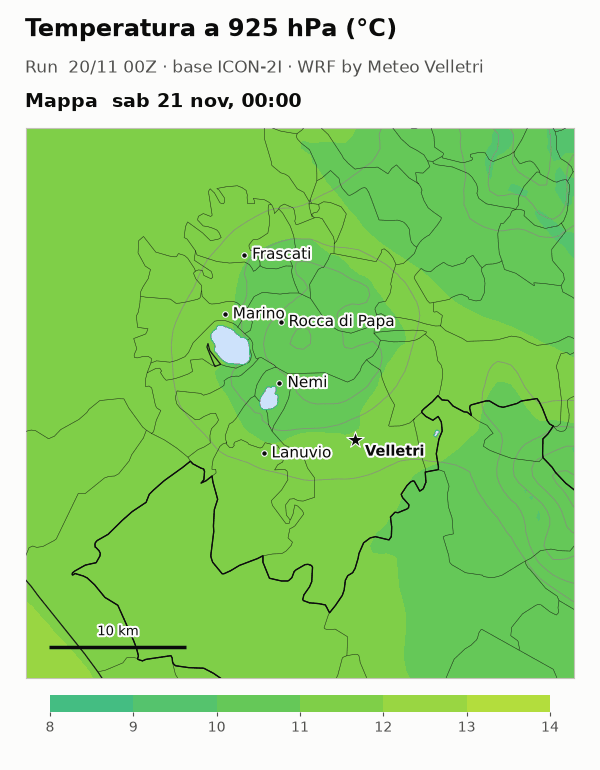 Temperatura a 925 hPa (°C)
Run  20/11 00Z · base ICON-2I · WRF by Meteo Velletri
Mappa  sab 21 nov, 00:00
Frascati
Marino
Rocca di Papa
Nemi
Velletri
Lanuvio
10 km
8 9 10 11 12 13 14